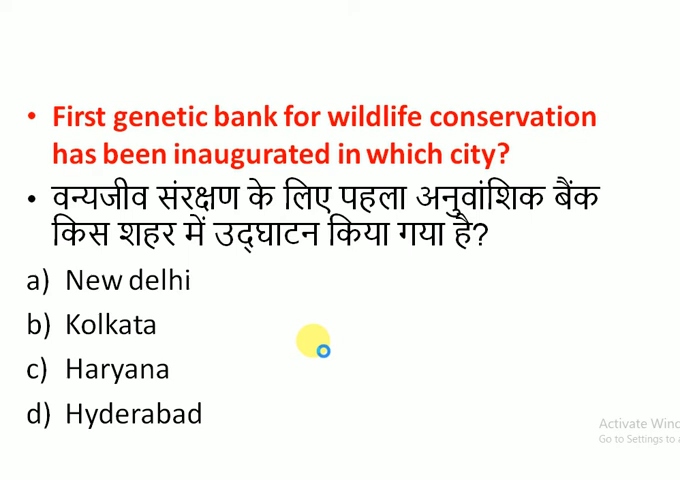 • First genetic bank for wildlife conservation
has been inaugurated in which city?
• वन्यजीव संरक्षण के लिए पहला अनुवांशिक बैंक
किस शहर में उद्घाटन किया गया है?
a) New delhi
b) Kolkata
c) Haryana
d) Hyderabad
Activate Winc
Go to Settings to a